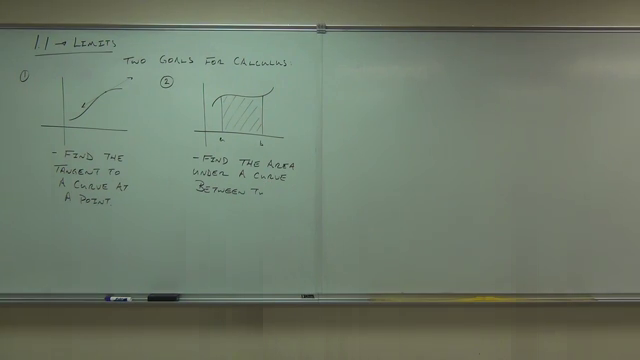 1.1 → LIMITS
TWO GOALS FOR CALCULUS.
①
- FIND THE
TANGENT TO
A CURVE AT
A POINT.
②
a b
- FIND THE AREA
UNDER A CURVE
BETWEEN TW